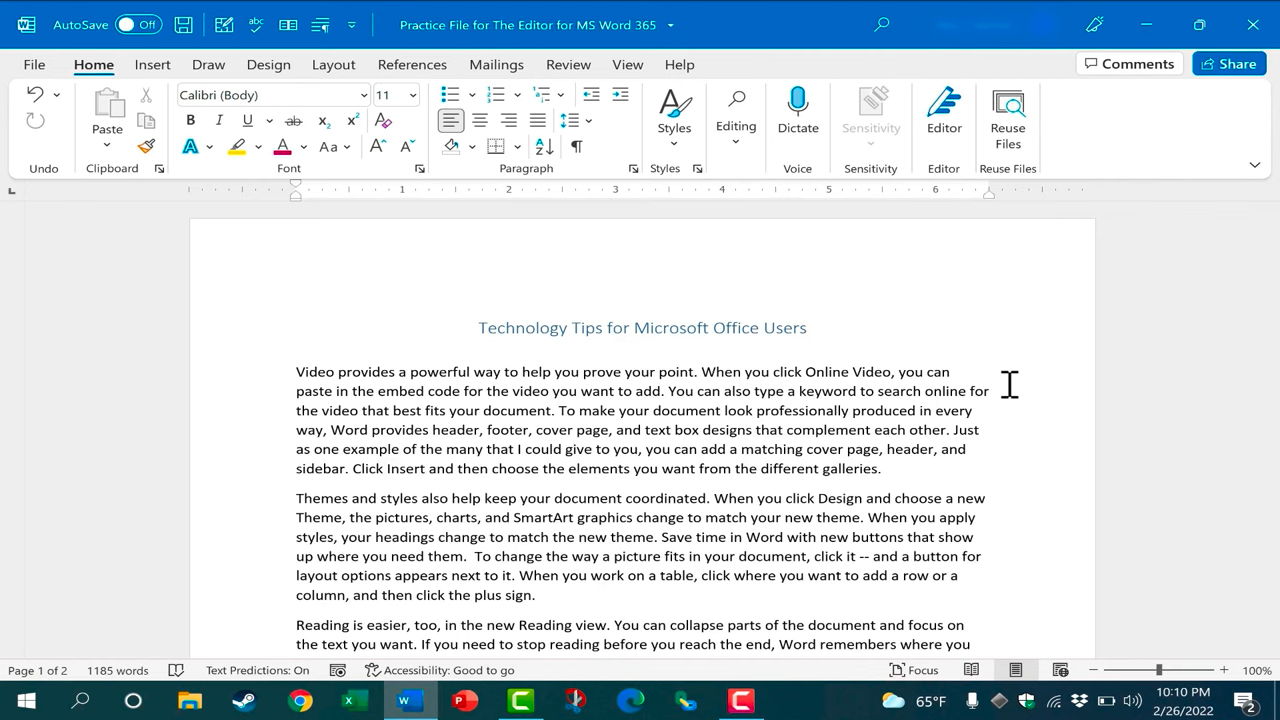 AutoSave Off
Practice File for The Editor for MS Word 365
File Home Insert Draw Design Layout References Mailings Review View Help
Comments Share
Calibri (Body) 11
Paste
Styles
Editing
Dictate
Sensitivity
Editor
Reuse
Files
Undo Clipboard Font Paragraph Styles Voice Sensitivity Editor Reuse Files
1 2 3 4 5 6
Technology Tips for Microsoft Office Users
Video provides a powerful way to help you prove your point. When you click Online Video, you can
paste in the embed code for the video you want to add. You can also type a keyword to search online for
the video that best fits your document. To make your document look professionally produced in every
way, Word provides header, footer, cover page, and text box designs that complement each other. Just
as one example of the many that I could give to you, you can add a matching cover page, header, and
sidebar. Click Insert and then choose the elements you want from the different galleries.
Themes and styles also help keep your document coordinated. When you click Design and choose a new
Theme, the pictures, charts, and SmartArt graphics change to match your new theme. When you apply
styles, your headings change to match the new theme. Save time in Word with new buttons that show
up where you need them.  To change the way a picture fits in your document, click it -- and a button for
layout options appears next to it. When you work on a table, click where you want to add a row or a
column, and then click the plus sign.
Reading is easier, too, in the new Reading view. You can collapse parts of the document and focus on
the text you want. If you need to stop reading before you reach the end, Word remembers where you
Page 1 of 2 1185 words Text Predictions: On Accessibility: Good to go Focus 100%
65°F
10:10 PM
2/26/2022
2